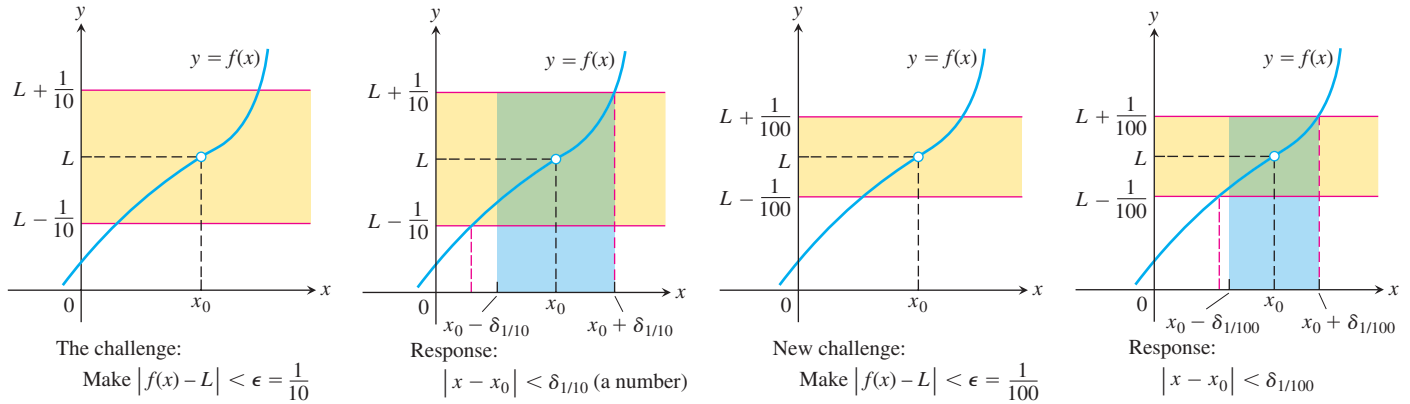 y
y = f(x)
L + 1/10
L
L − 1/10
0
x₀
x
The challenge:
Make |f(x) – L| < ϵ = 1/10
y
y = f(x)
L + 1/10
L
L − 1/10
0
x₀
x
x₀ − δ₁/₁₀
x₀ + δ₁/₁₀
Response:
|x − x₀| < δ₁/₁₀ (a number)
y
y = f(x)
L + 1/100
L
L − 1/100
0
x₀
x
New challenge:
Make |f(x) – L| < ϵ = 1/100
y
y = f(x)
L + 1/100
L
L − 1/100
0
x₀
x
x₀ − δ₁/₁₀₀
x₀ + δ₁/₁₀₀
Response:
|x − x₀| < δ₁/₁₀₀